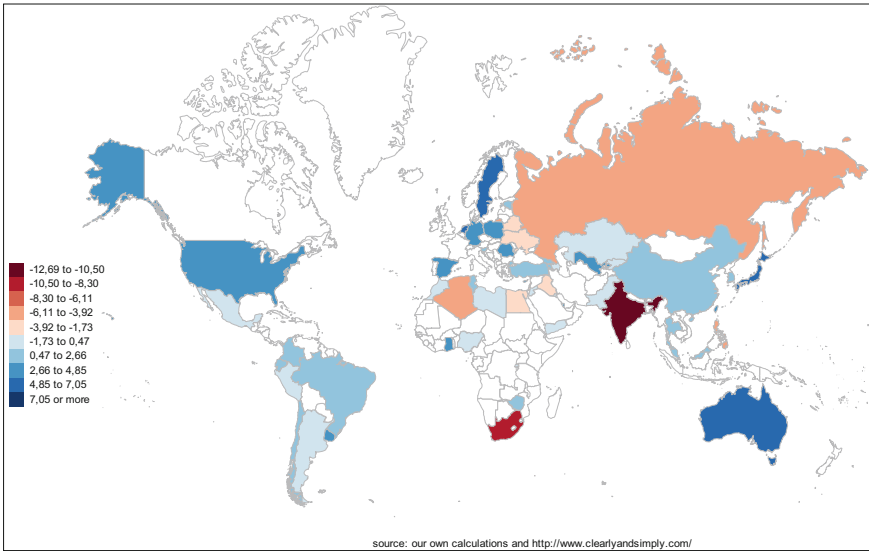 -12,69 to -10,50
-10,50 to -8,30
-8,30 to -6,11
-6,11 to -3,92
-3,92 to -1,73
-1,73 to 0,47
0,47 to 2,66
2,66 to 4,85
4,85 to 7,05
7,05 or more
source: our own calculations and http://www.clearlyandsimply.com/